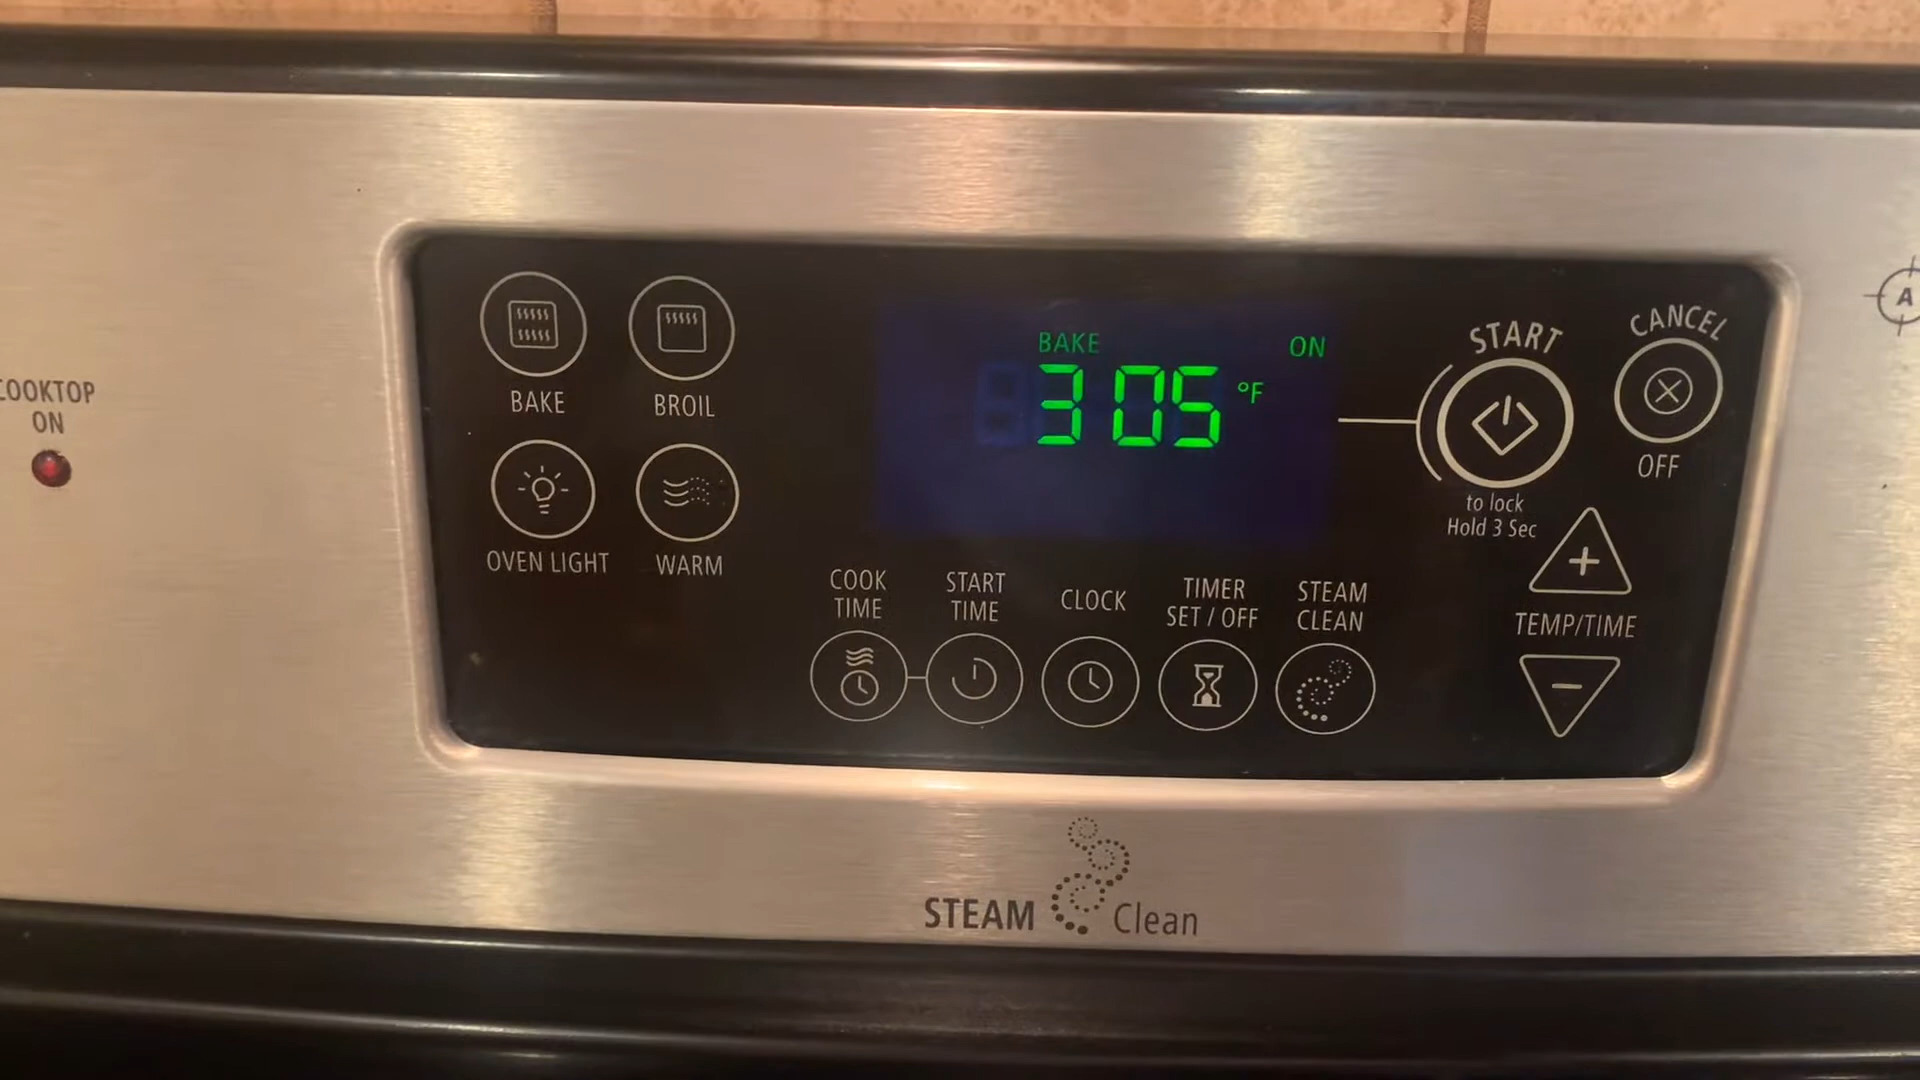 COOKTOP
ON
BAKE
BROIL
OVEN LIGHT
WARM
BAKE ON
305 °F
START
CANCEL
OFF
to lock
Hold 3 Sec
TEMP/TIME
COOK
TIME
START
TIME
CLOCK
TIMER
SET / OFF
STEAM
CLEAN
A
STEAM Clean